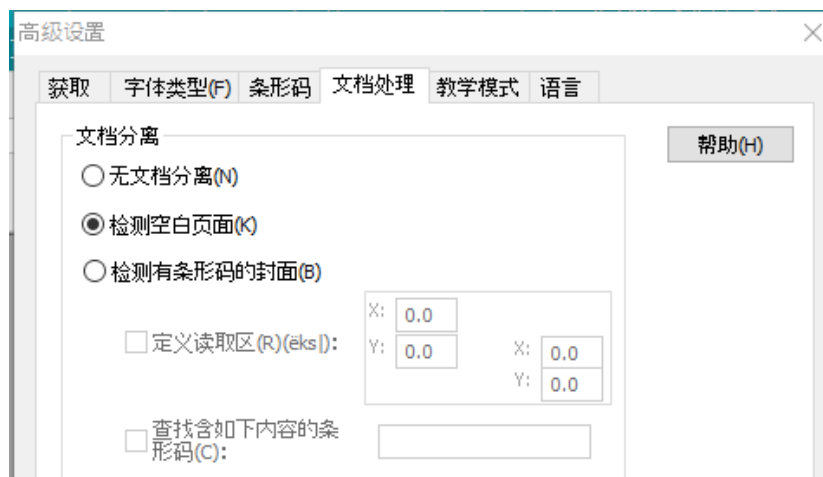 高级设置
获取 字体类型(F) 条形码 文档处理 教学模式 语言
文档分离
帮助(H)
无文档分离(N)
检测空白页面(K)
检测有条形码的封面(B)
定义读取区(R)(ëks|):
X: 0.0
Y: 0.0
X: 0.0
Y: 0.0
查找含如下内容的条
形码(C):